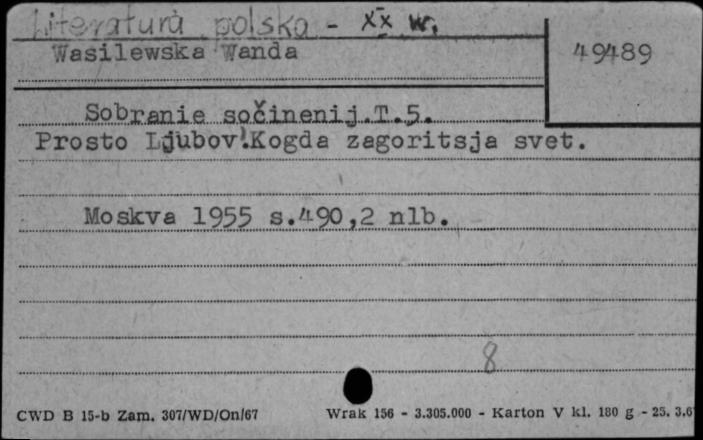 Literatura polska - XX w.
Wasilewska Wanda
49489
Sobranie sočinenij.T.5.
Prosto Ljubov'.Kogda zagoritsja svet.
Moskva 1955 s.490,2 nlb.
8
CWD B 15-b Zam. 307/WD/On/67 Wrak 156 - 3.305.000 - Karton V kl. 180 g - 25. 3.6